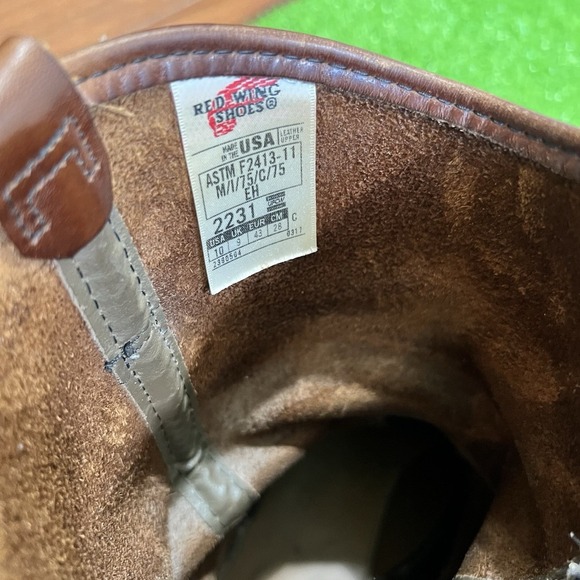 RED WING
SHOES®
MADE IN THE USA LEATHER UPPER
ASTM F2413-11
M/I/75/C/75
EH
2231
USA UK EUR CM
10 9 43 28 C
2398564 0317
L